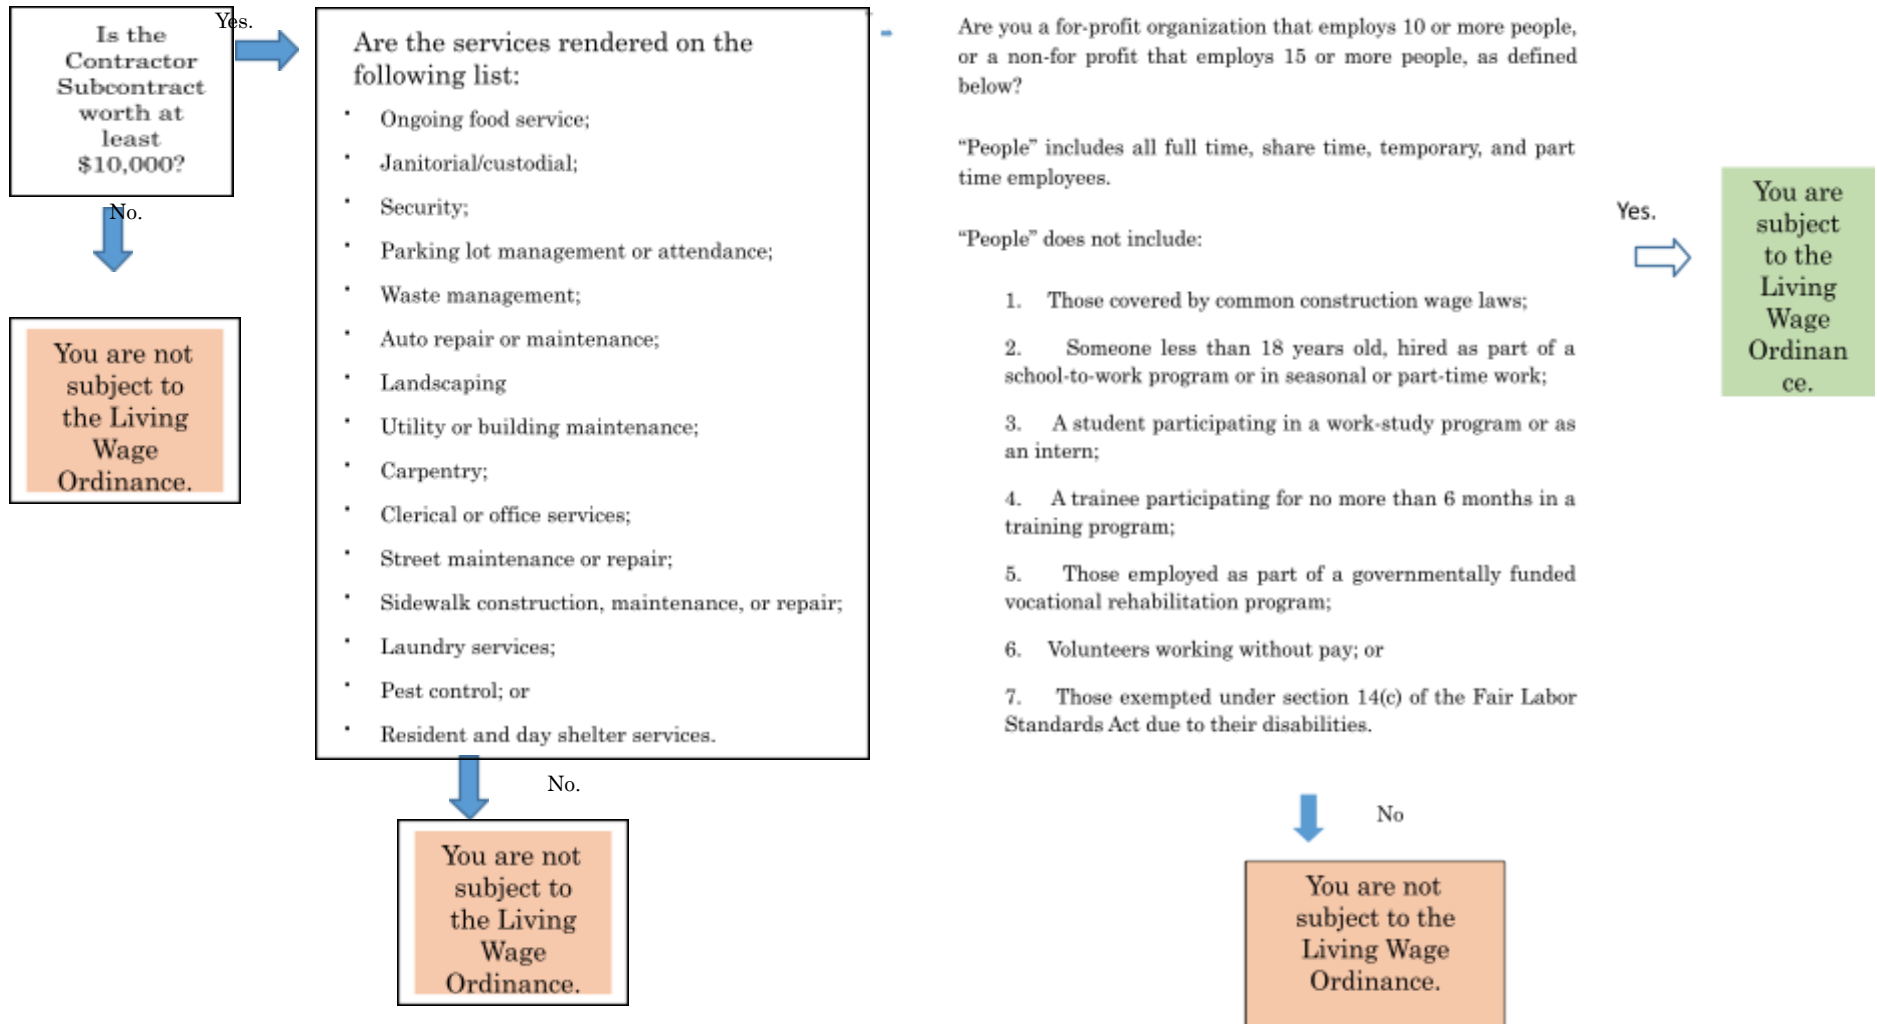 Is the
Contractor
Subcontract
worth at
least
$10,000?
Yes.
No.
You are not
subject to
the Living
Wage
Ordinance.
Are the services rendered on the
following list:
· Ongoing food service;
· Janitorial/custodial;
· Security;
· Parking lot management or attendance;
· Waste management;
· Auto repair or maintenance;
· Landscaping
· Utility or building maintenance;
· Carpentry;
· Clerical or office services;
· Street maintenance or repair;
· Sidewalk construction, maintenance, or repair;
· Laundry services;
· Pest control; or
· Resident and day shelter services.
No.
You are not
subject to
the Living
Wage
Ordinance.
Are you a for-profit organization that employs 10 or more people,
or a non-for profit that employs 15 or more people, as defined
below?
“People” includes all full time, share time, temporary, and part
time employees.
“People” does not include:
1. Those covered by common construction wage laws;
2. Someone less than 18 years old, hired as part of a
school-to-work program or in seasonal or part-time work;
3. A student participating in a work-study program or as
an intern;
4. A trainee participating for no more than 6 months in a
training program;
5. Those employed as part of a governmentally funded
vocational rehabilitation program;
6. Volunteers working without pay; or
7. Those exempted under section 14(c) of the Fair Labor
Standards Act due to their disabilities.
No
You are not
subject to the
Living Wage
Ordinance.
Yes.
You are
subject
to the
Living
Wage
Ordinan
ce.